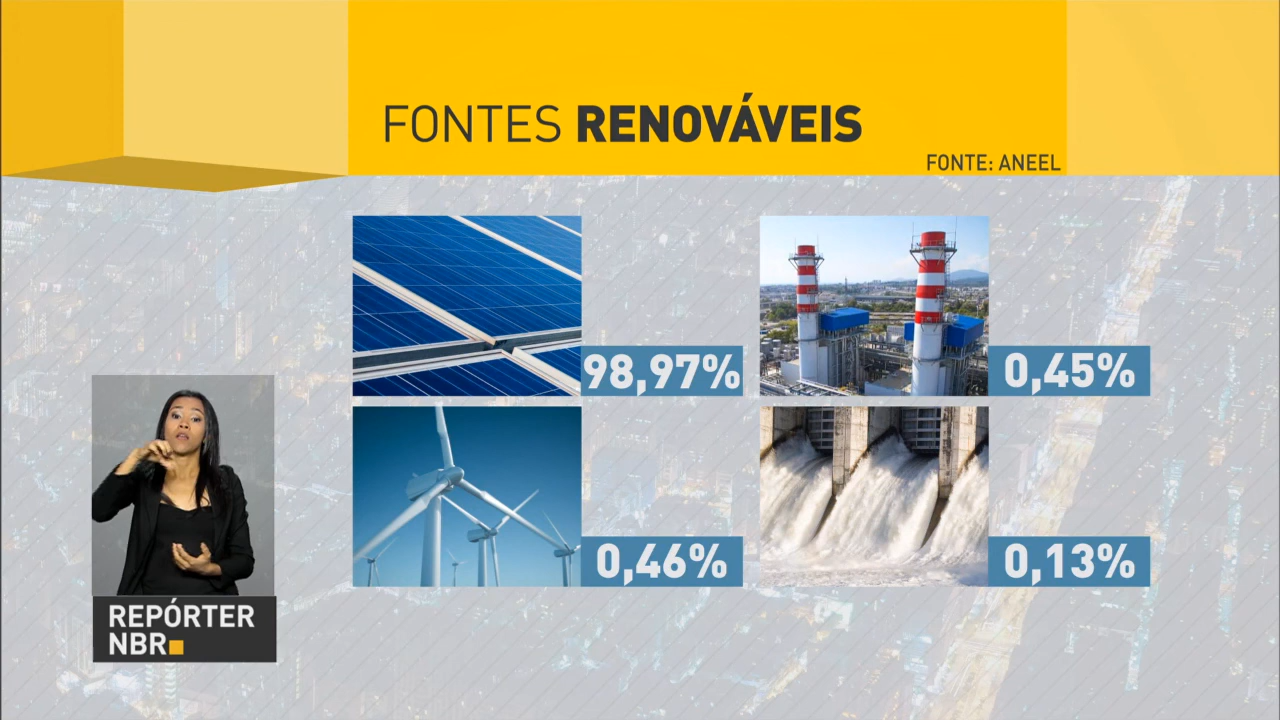 FONTES RENOVÁVEIS
FONTE: ANEEL
98,97%
0,45%
0,46%
0,13%
REPÓRTER
NBR